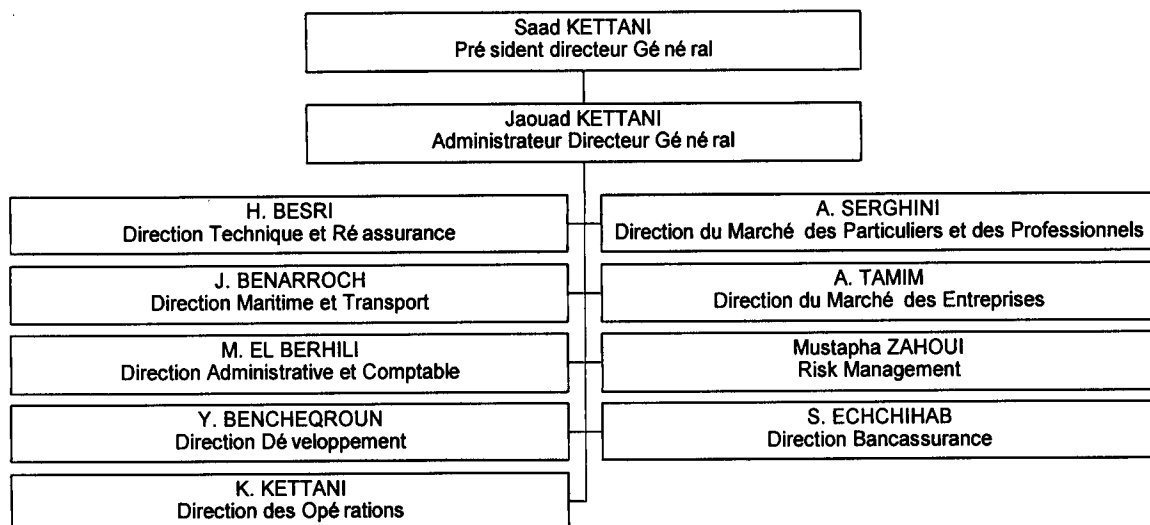 Saad KETTANI
Pré sident directeur Gé né ral
Jaouad KETTANI
Administrateur Directeur Gé né ral
H. BESRI
Direction Technique et Ré assurance
A. SERGHINI
Direction du Marché des Particuliers et des Professionnels
J. BENARROCH
Direction Maritime et Transport
A. TAMIM
Direction du Marché des Entreprises
M. EL BERHILI
Direction Administrative et Comptable
Mustapha ZAHOUI
Risk Management
Y. BENCHEQROUN
Direction Dé veloppement
S. ECHCHIHAB
Direction Bancassurance
K. KETTANI
Direction des Opé rations